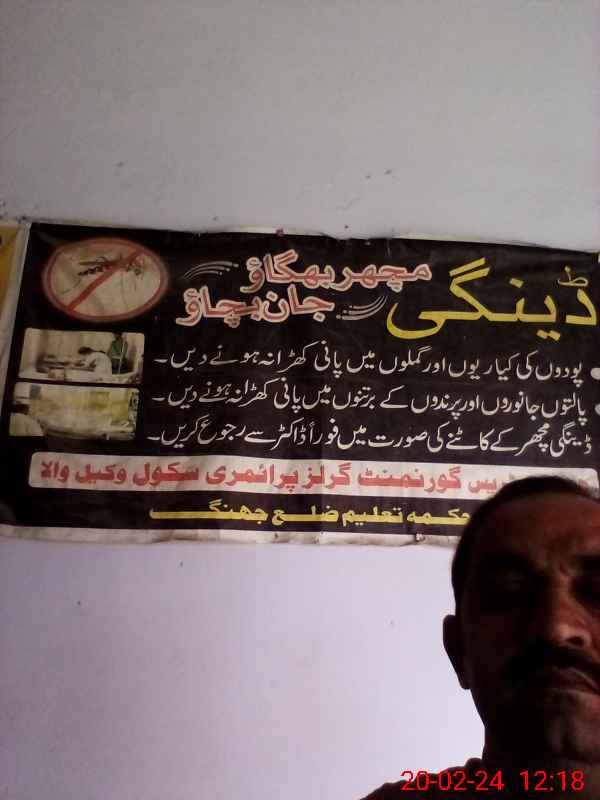 ڈینگی
مچھر بھگاؤ
جان بچاؤ
پودوں کی کیاریوں اور گملوں میں پانی کھڑا نہ ہونے دیں۔
پالتوں جانوروں اور پرندوں کے برتنوں میں پانی کھڑا نہ ہونے دیں۔
ڈینگی مچھر کے کاٹنے کی صورت میں فوراً ڈاکٹر سے رجوع کریں۔
گورنمنٹ گرلز پرائمری سکول وکیل والا
محکمہ تعلیم ضلع جھنگ
20-02-24 12:18